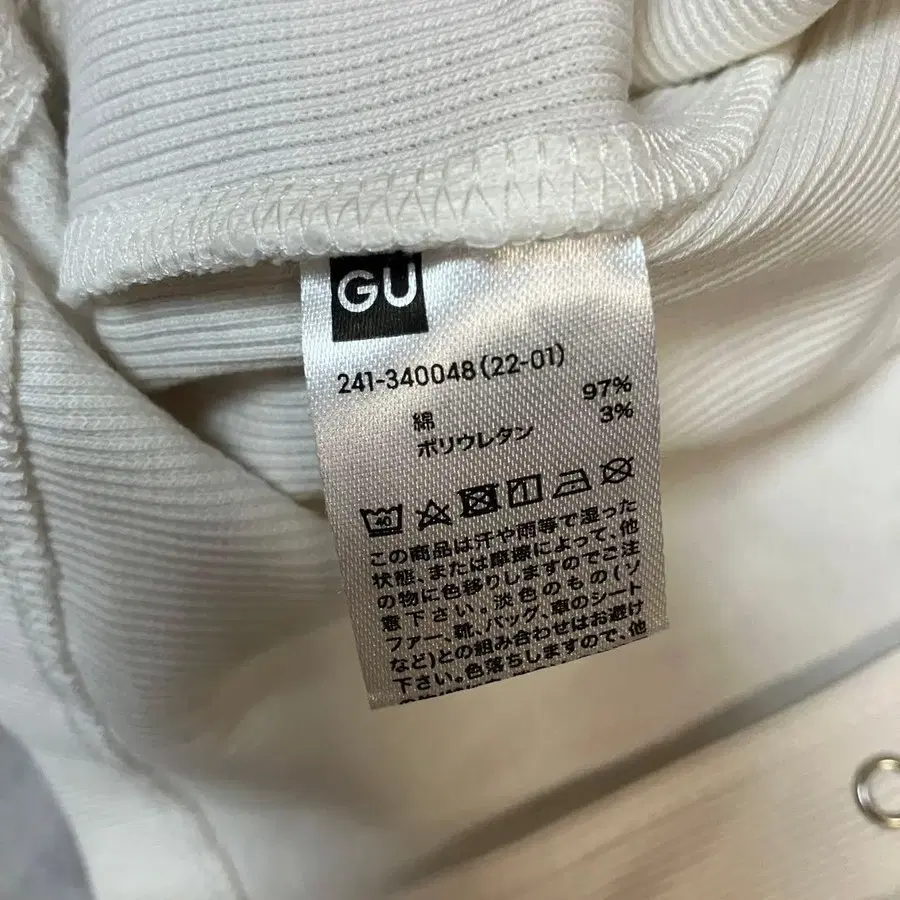 GU
241-340048(22-01)
綿 97%
ポリウレタン 3%
40
この商品は汗や雨等で湿った
状態、または摩擦によって、他
の物に色移りしますのでご注
意下さい。淡色のもの(ソ
ファー、靴、バッグ、車のシート
など)との組み合わせはお避け
下さい。色落ちしますので、他